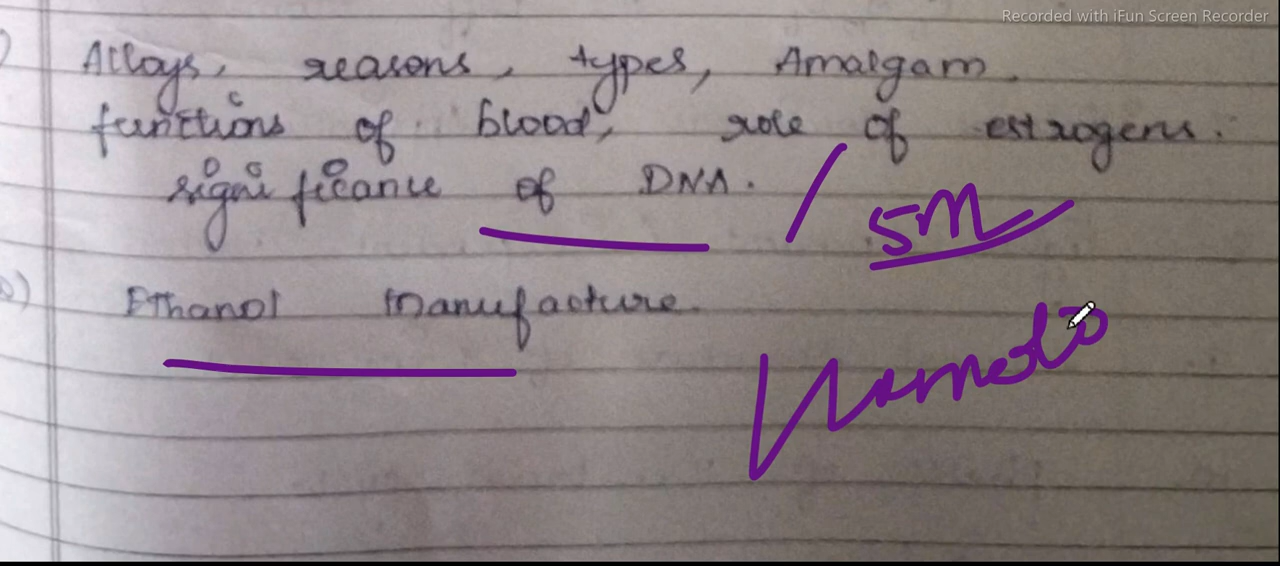 Recorded with iFun Screen Recorder
Alloys, reasons, types, Amalgam.
functions of blood, role of estrogens.
significance of DNA.
5M
Ethanol Manufacture.